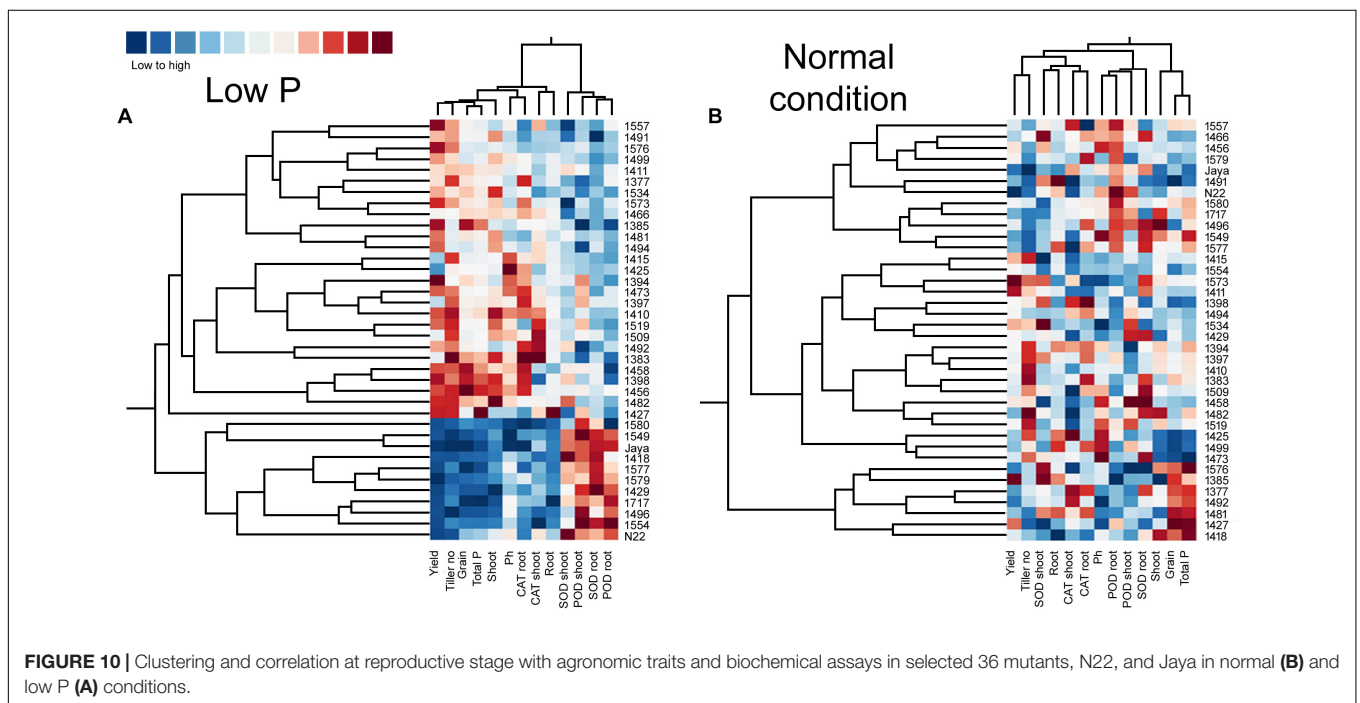 Low to high
Low P
A
1557
1491
1576
1499
1411
1377
1534
1573
1466
1385
1481
1494
1415
1425
1394
1473
1397
1410
1519
1509
1492
1383
1458
1398
1456
1482
1427
1580
1549
Jaya
1418
1577
1579
1429
1717
1496
1554
N22
Yield
Tiller no
Grain
Total P
Shoot
Ph
CAT root
CAT shoot
Root
SOD shoot
POD shoot
SOD root
POD root
Normal
condition
B
1557
1466
1456
1579
Jaya
1491
N22
1580
1717
1496
1549
1577
1415
1554
1573
1411
1398
1534
1429
1394
1397
1410
1383
1509
1458
1482
1519
1425
1499
1473
1576
1385
1377
1492
1481
1427
1418
Yield
Tiller no
SOD shoot
Root
CAT shoot
CAT root
Ph
POD root
POD shoot
SOD root
Shoot
Grain
Total P
FIGURE 10 | Clustering and correlation at reproductive stage with agronomic traits and biochemical assays in selected 36 mutants, N22, and Jaya in normal (B) and
low P (A) conditions.